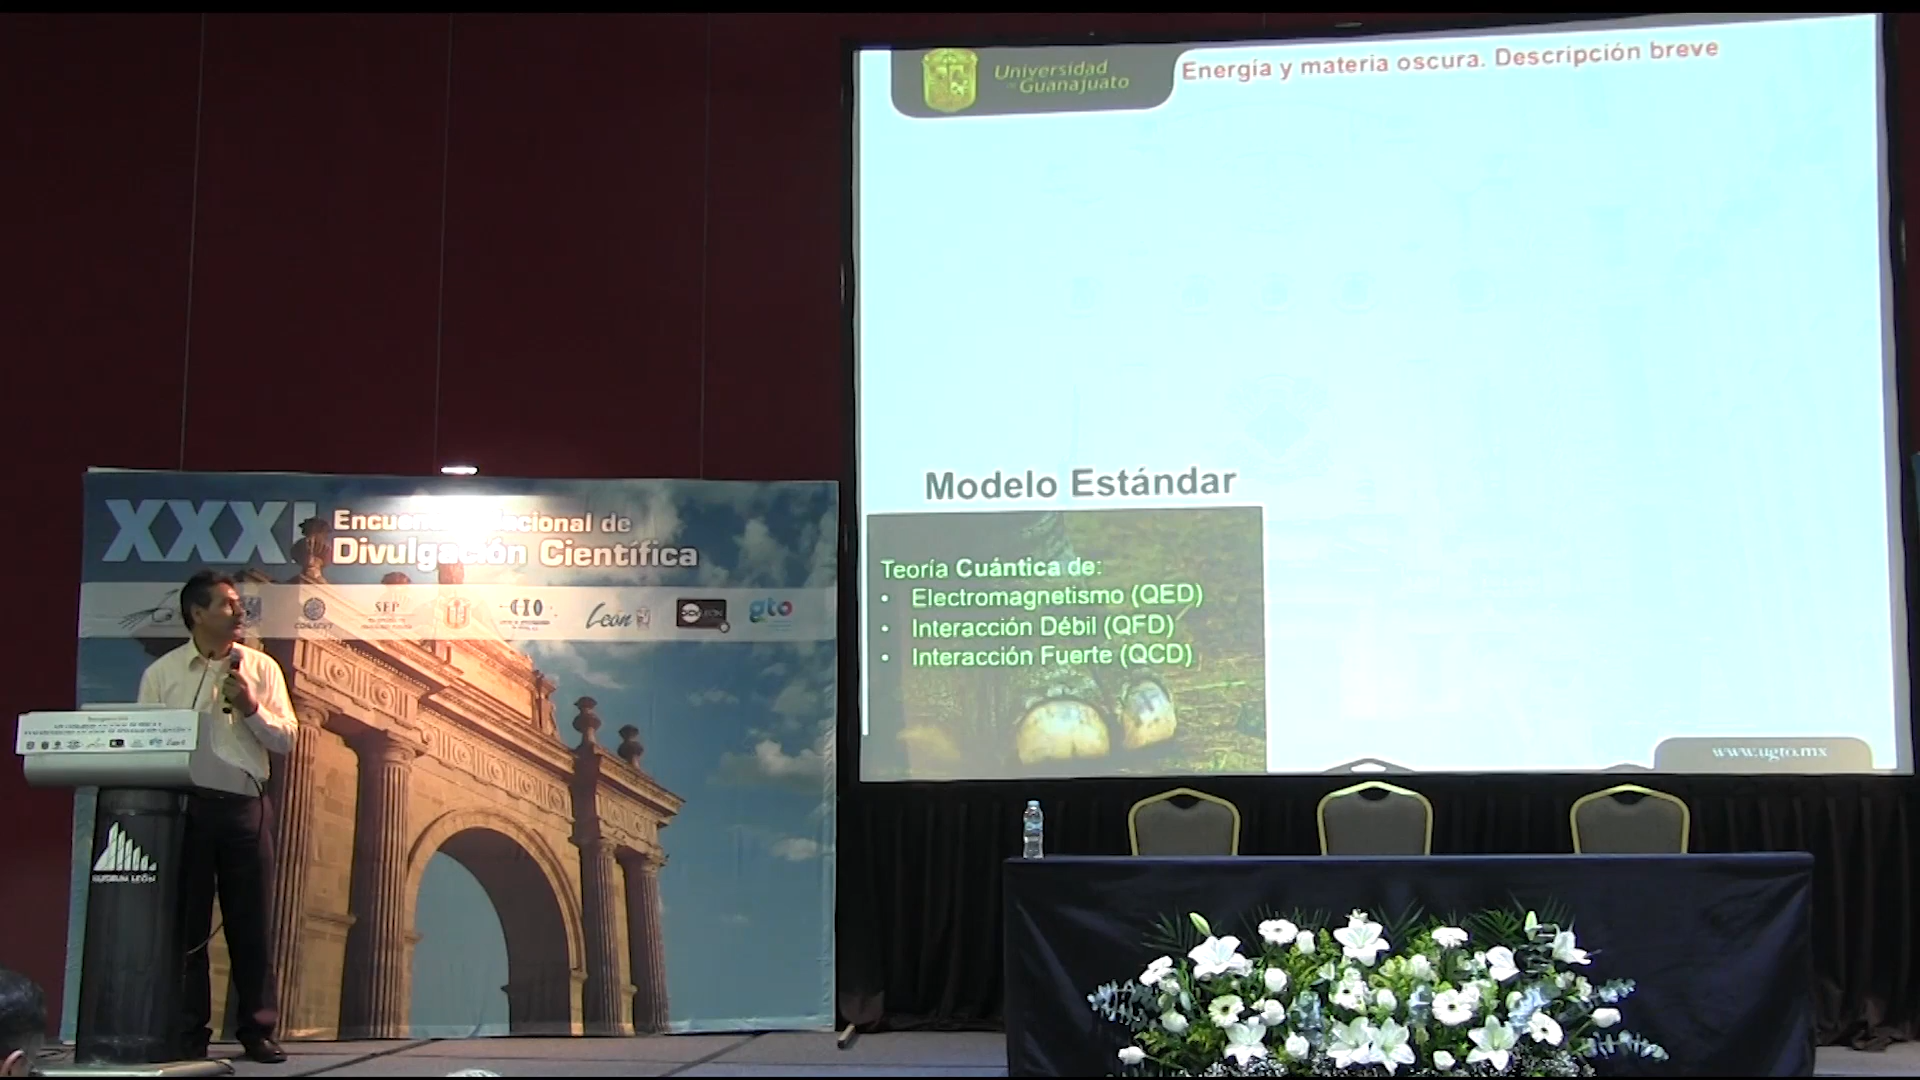 Universidad
de Guanajuato
Energía y materia oscura. Descripción breve
Modelo Estándar
Teoría Cuántica de:
• Electromagnetismo (QED)
• Interacción Débil (QFD)
• Interacción Fuerte (QCD)
www.ugto.mx
XXXI
Encuentro Nacional de
Divulgación Científica
SEP
CIO
León
gto